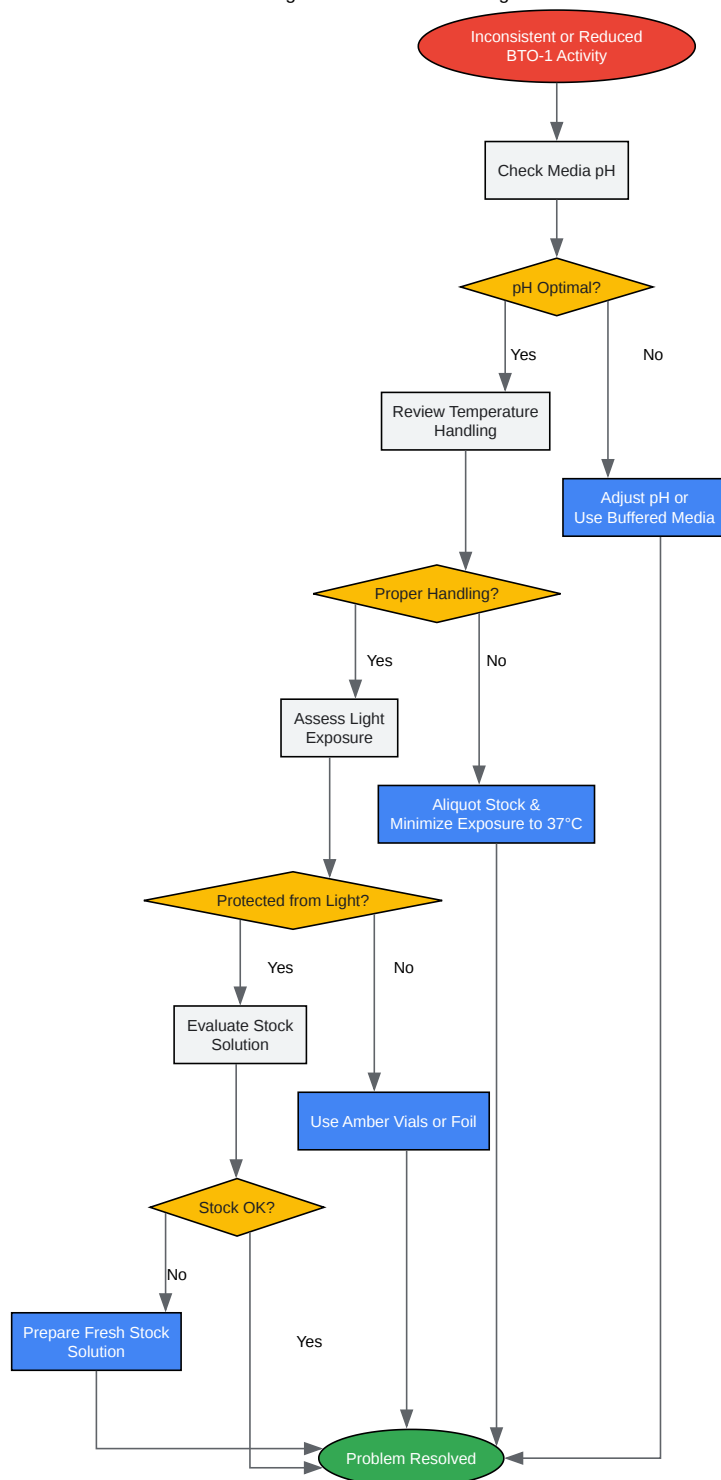 Inconsistent or Reduced
BTO-1 Activity
Check Media pH
pH Optimal?
Yes
No
Review Temperature
Handling
Adjust pH or
Use Buffered Media
Proper Handling?
Yes
No
Assess Light
Exposure
Aliquot Stock &
Minimize Exposure to 37°C
Protected from Light?
Yes
No
Evaluate Stock
Solution
Use Amber Vials or Foil
Stock OK?
No
Yes
Prepare Fresh Stock
Solution
Problem Resolved